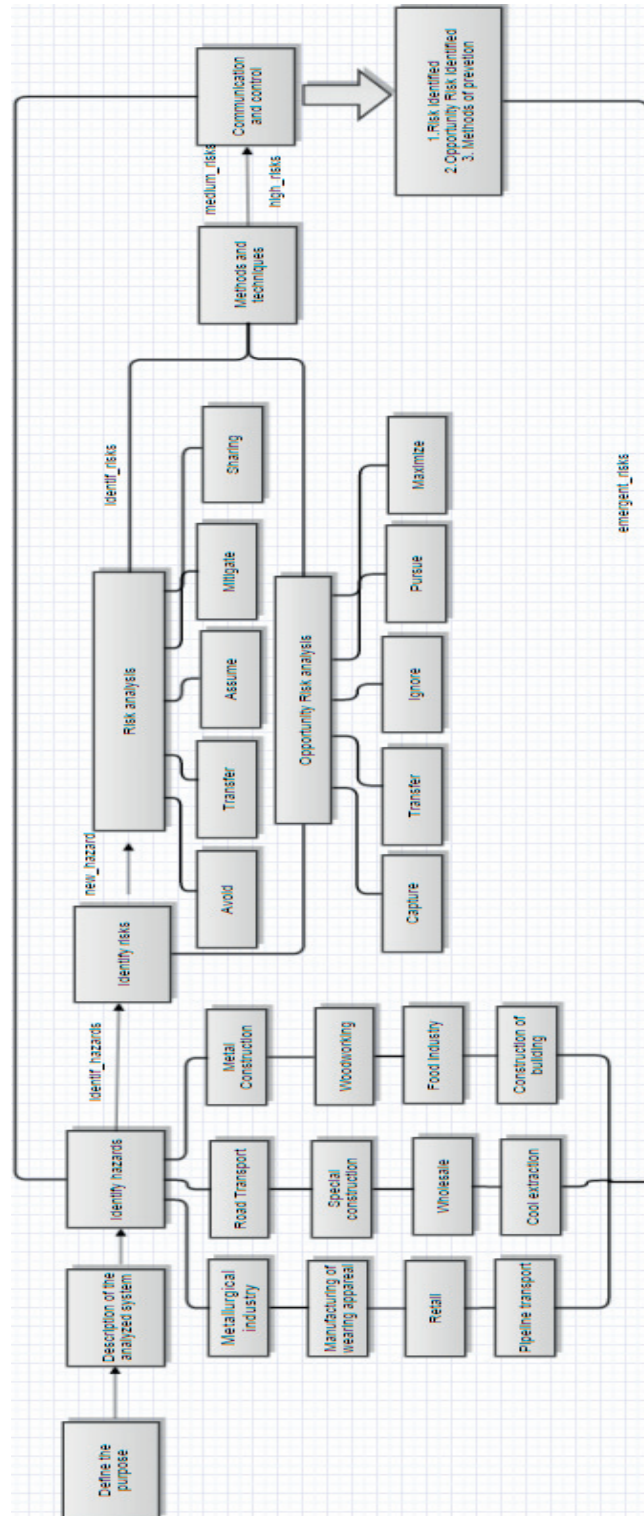 Define the
purpose
Description of the
analyzed system
Identify hazards
Identif_hazards
Identify risks
new_hazard
Risk analysis
Identif_risks
Avoid
Transfer
Assume
Mitigate
Sharing
Opportunity Risk analysis
Capture
Transfer
Ignore
Pursue
Maximize
Methods and
techniques
medium_risks
high_risks
Communication
and control
1.Risk Identified
2.Opportunity Risk Identified
3. Methods of prevetion
Metallurgical
industry
Manufacturing of
wearing appareal
Retail
Pipeline transport
Road Transport
Special
construction
Wholesale
Cool extraction
Metal
Construction
Woodworking
Food Industry
Construction of
building
emergent_risks